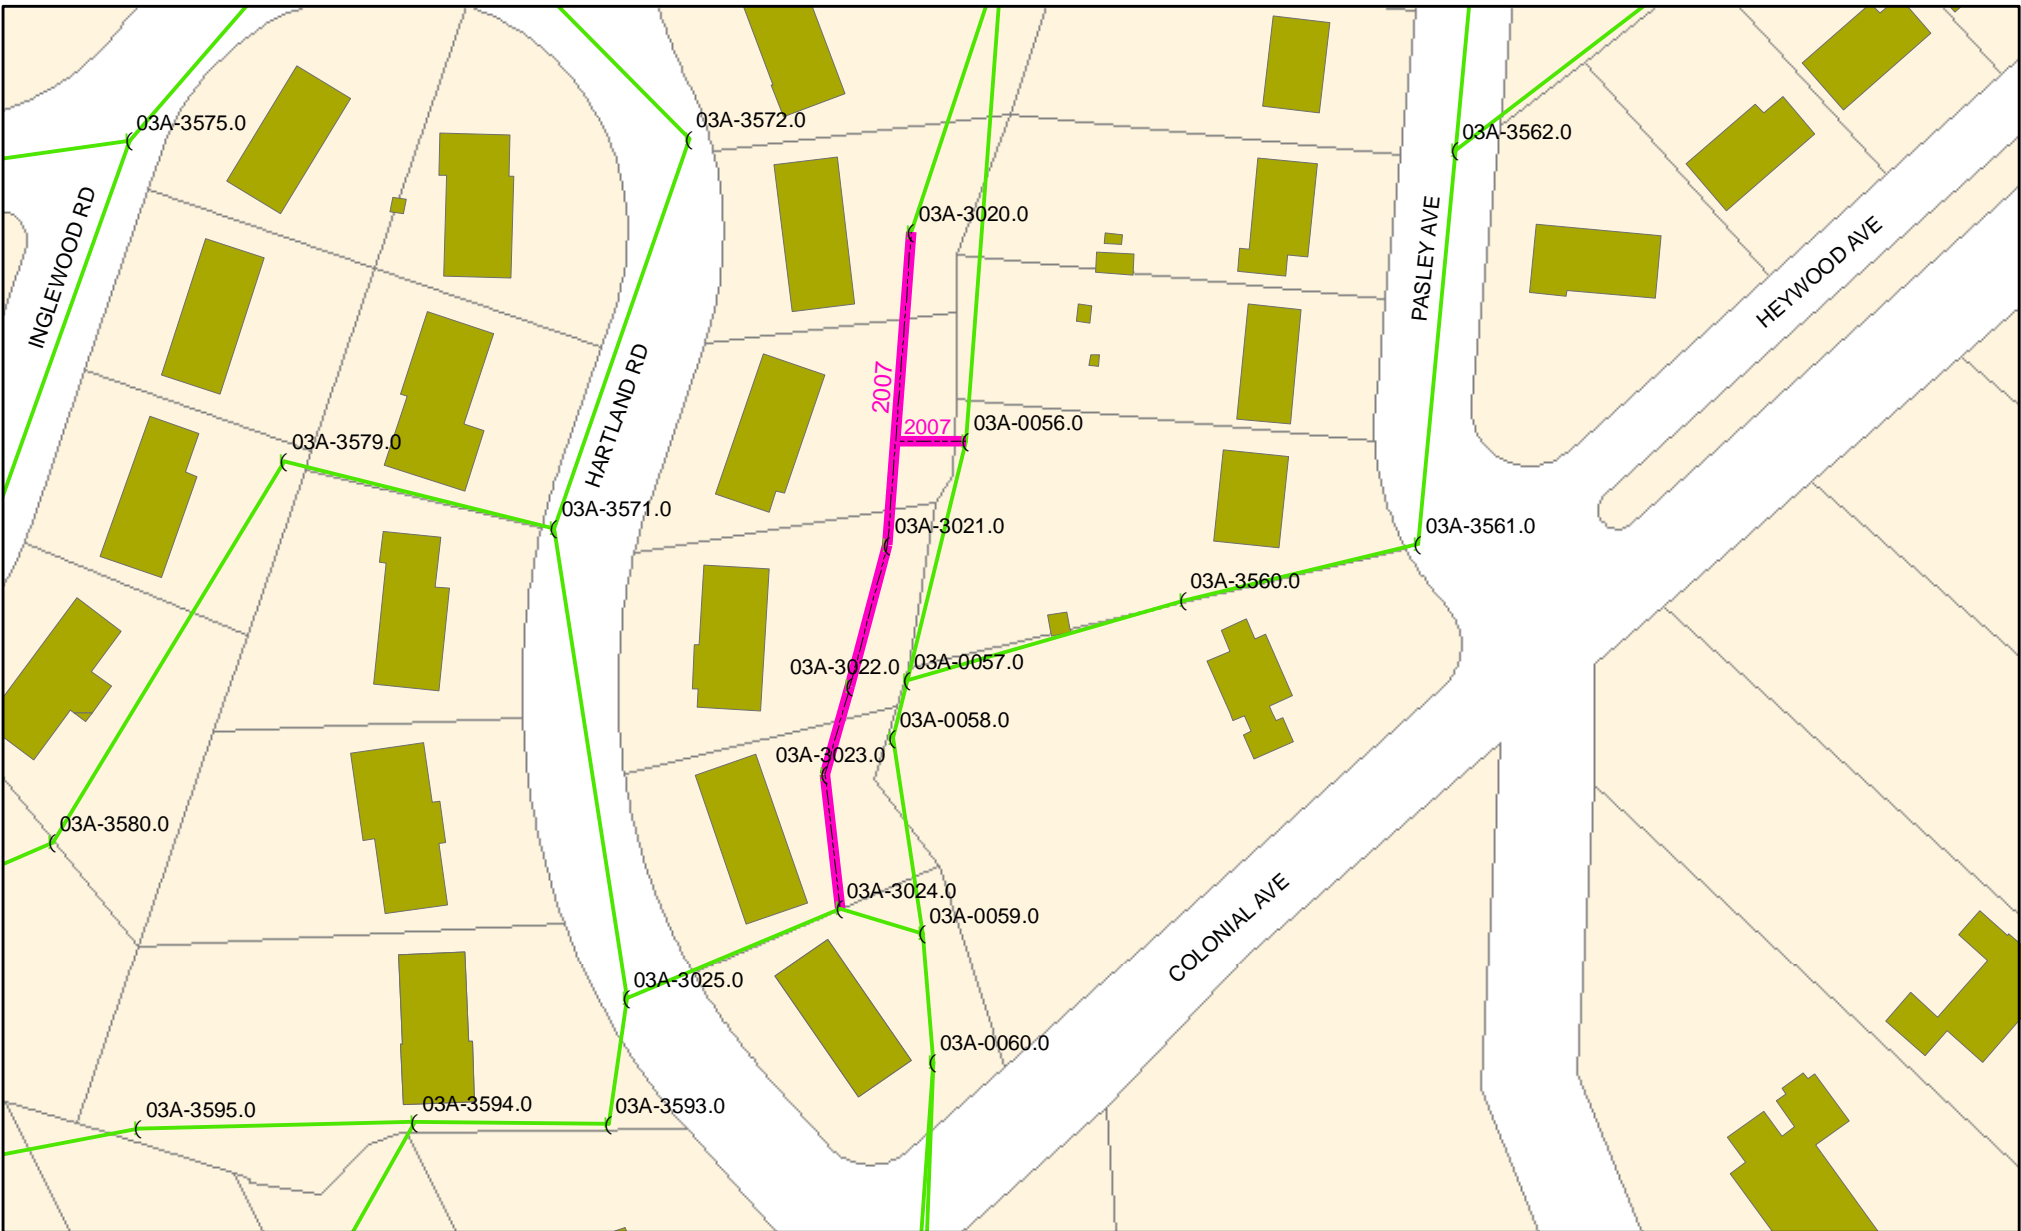 03A-3575.0
03A-3572.0
03A-3562.0
INGLEWOOD RD
03A-3020.0
PASLEY AVE
HEYWOOD AVE
HARTLAND RD
2007
2007
03A-0056.0
03A-3579.0
03A-3571.0
03A-3021.0
03A-3561.0
03A-3560.0
03A-3022.0
03A-0057.0
03A-0058.0
03A-3023.0
03A-3580.0
03A-3024.0
03A-0059.0
COLONIAL AVE
03A-3025.0
03A-0060.0
03A-3595.0
03A-3594.0
03A-3593.0